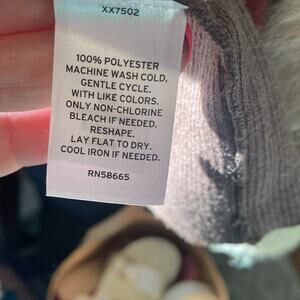 XX7502
100% POLYESTER
MACHINE WASH COLD,
GENTLE CYCLE.
WITH LIKE COLORS.
ONLY NON-CHLORINE
BLEACH IF NEEDED.
RESHAPE.
LAY FLAT TO DRY.
COOL IRON IF NEEDED.
RN58665